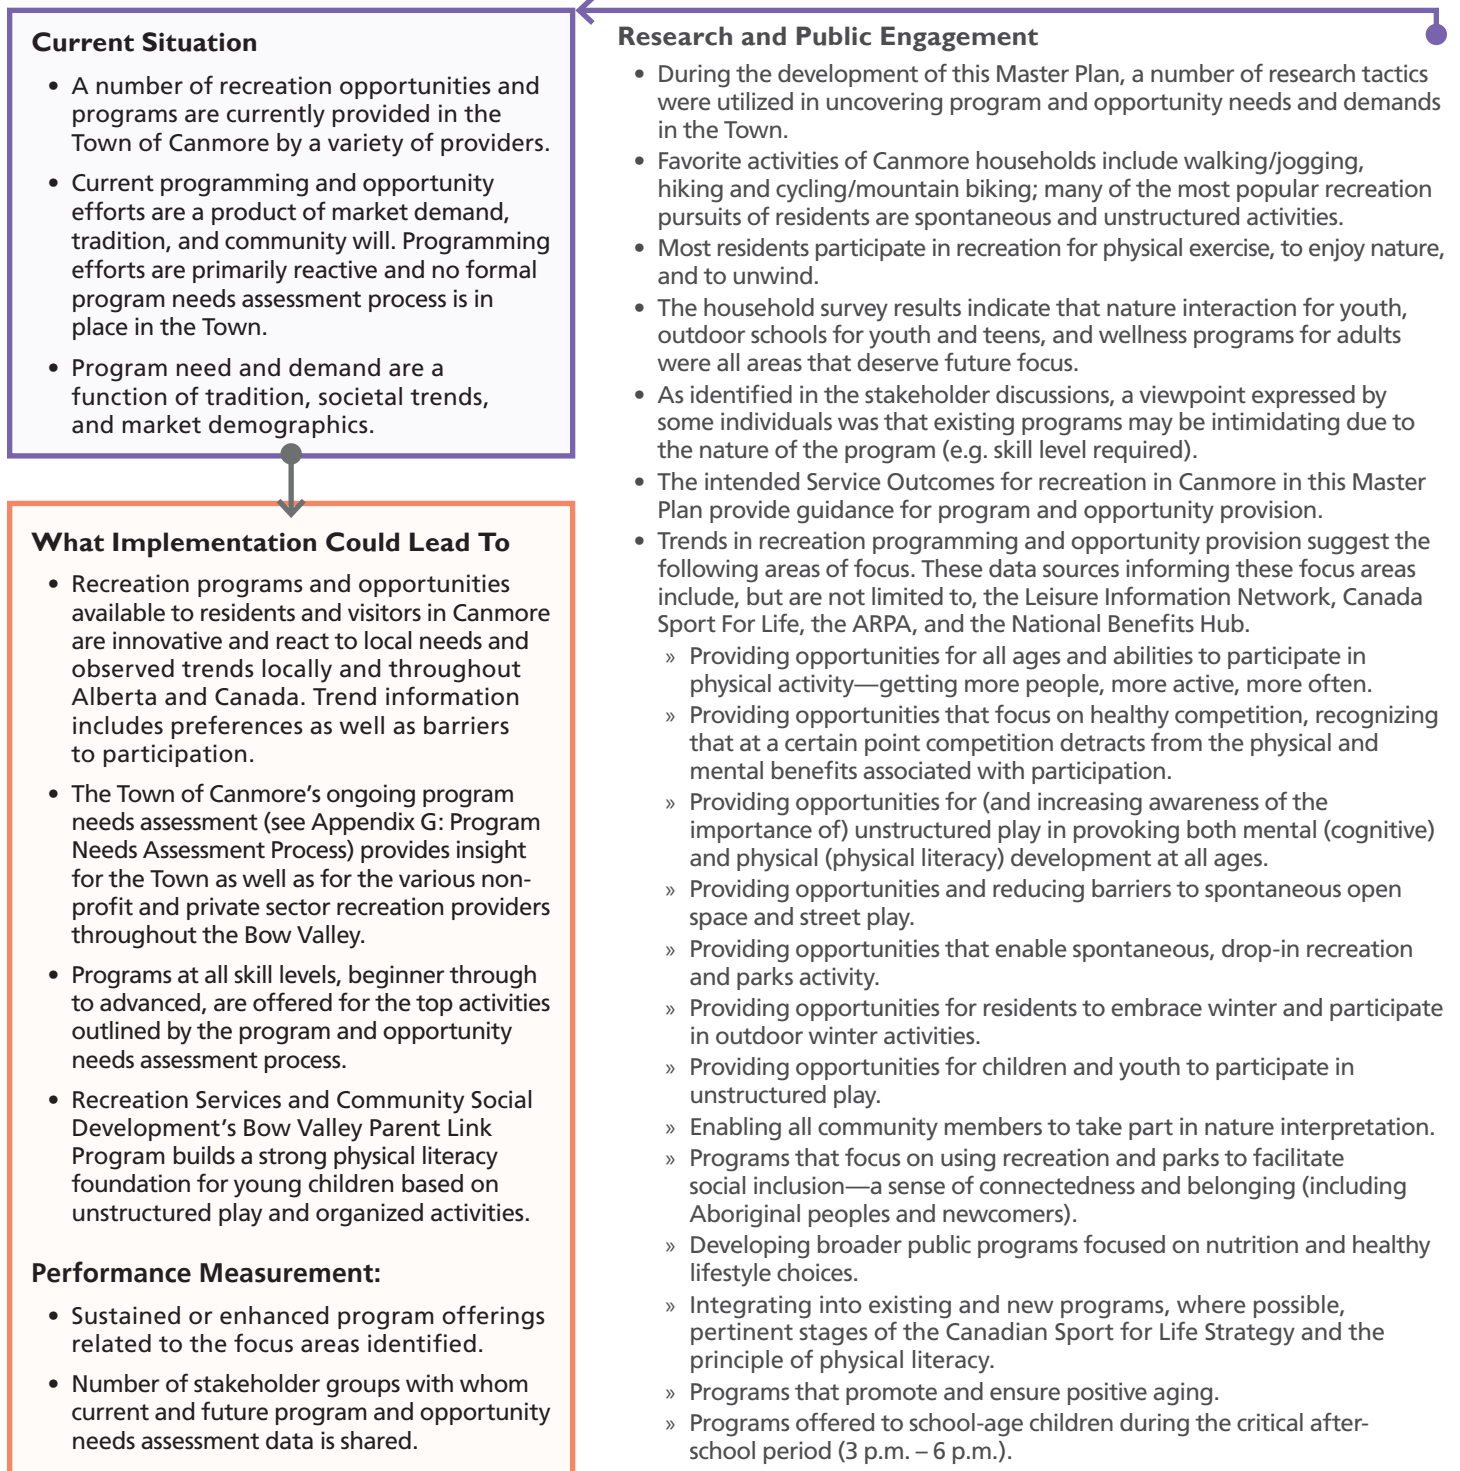 Current Situation
• A number of recreation opportunities and
programs are currently provided in the
Town of Canmore by a variety of providers.
• Current programming and opportunity
efforts are a product of market demand,
tradition, and community will. Programming
efforts are primarily reactive and no formal
program needs assessment process is in
place in the Town.
• Program need and demand are a
function of tradition, societal trends,
and market demographics.
What Implementation Could Lead To
• Recreation programs and opportunities
available to residents and visitors in Canmore
are innovative and react to local needs and
observed trends locally and throughout
Alberta and Canada. Trend information
includes preferences as well as barriers
to participation.
• The Town of Canmore’s ongoing program
needs assessment (see Appendix G: Program
Needs Assessment Process) provides insight
for the Town as well as for the various non-
profit and private sector recreation providers
throughout the Bow Valley.
• Programs at all skill levels, beginner through
to advanced, are offered for the top activities
outlined by the program and opportunity
needs assessment process.
• Recreation Services and Community Social
Development’s Bow Valley Parent Link
Program builds a strong physical literacy
foundation for young children based on
unstructured play and organized activities.
Performance Measurement:
• Sustained or enhanced program offerings
related to the focus areas identified.
• Number of stakeholder groups with whom
current and future program and opportunity
needs assessment data is shared.
Research and Public Engagement
• During the development of this Master Plan, a number of research tactics
were utilized in uncovering program and opportunity needs and demands
in the Town.
• Favorite activities of Canmore households include walking/jogging,
hiking and cycling/mountain biking; many of the most popular recreation
pursuits of residents are spontaneous and unstructured activities.
• Most residents participate in recreation for physical exercise, to enjoy nature,
and to unwind.
• The household survey results indicate that nature interaction for youth,
outdoor schools for youth and teens, and wellness programs for adults
were all areas that deserve future focus.
• As identified in the stakeholder discussions, a viewpoint expressed by
some individuals was that existing programs may be intimidating due to
the nature of the program (e.g. skill level required).
• The intended Service Outcomes for recreation in Canmore in this Master
Plan provide guidance for program and opportunity provision.
• Trends in recreation programming and opportunity provision suggest the
following areas of focus. These data sources informing these focus areas
include, but are not limited to, the Leisure Information Network, Canada
Sport For Life, the ARPA, and the National Benefits Hub.
» Providing opportunities for all ages and abilities to participate in
physical activity—getting more people, more active, more often.
» Providing opportunities that focus on healthy competition, recognizing
that at a certain point competition detracts from the physical and
mental benefits associated with participation.
» Providing opportunities for (and increasing awareness of the
importance of) unstructured play in provoking both mental (cognitive)
and physical (physical literacy) development at all ages.
» Providing opportunities and reducing barriers to spontaneous open
space and street play.
» Providing opportunities that enable spontaneous, drop-in recreation
and parks activity.
» Providing opportunities for residents to embrace winter and participate
in outdoor winter activities.
» Providing opportunities for children and youth to participate in
unstructured play.
» Enabling all community members to take part in nature interpretation.
» Programs that focus on using recreation and parks to facilitate
social inclusion—a sense of connectedness and belonging (including
Aboriginal peoples and newcomers).
» Developing broader public programs focused on nutrition and healthy
lifestyle choices.
» Integrating into existing and new programs, where possible,
pertinent stages of the Canadian Sport for Life Strategy and the
principle of physical literacy.
» Programs that promote and ensure positive aging.
» Programs offered to school-age children during the critical after-
school period (3 p.m. – 6 p.m.).